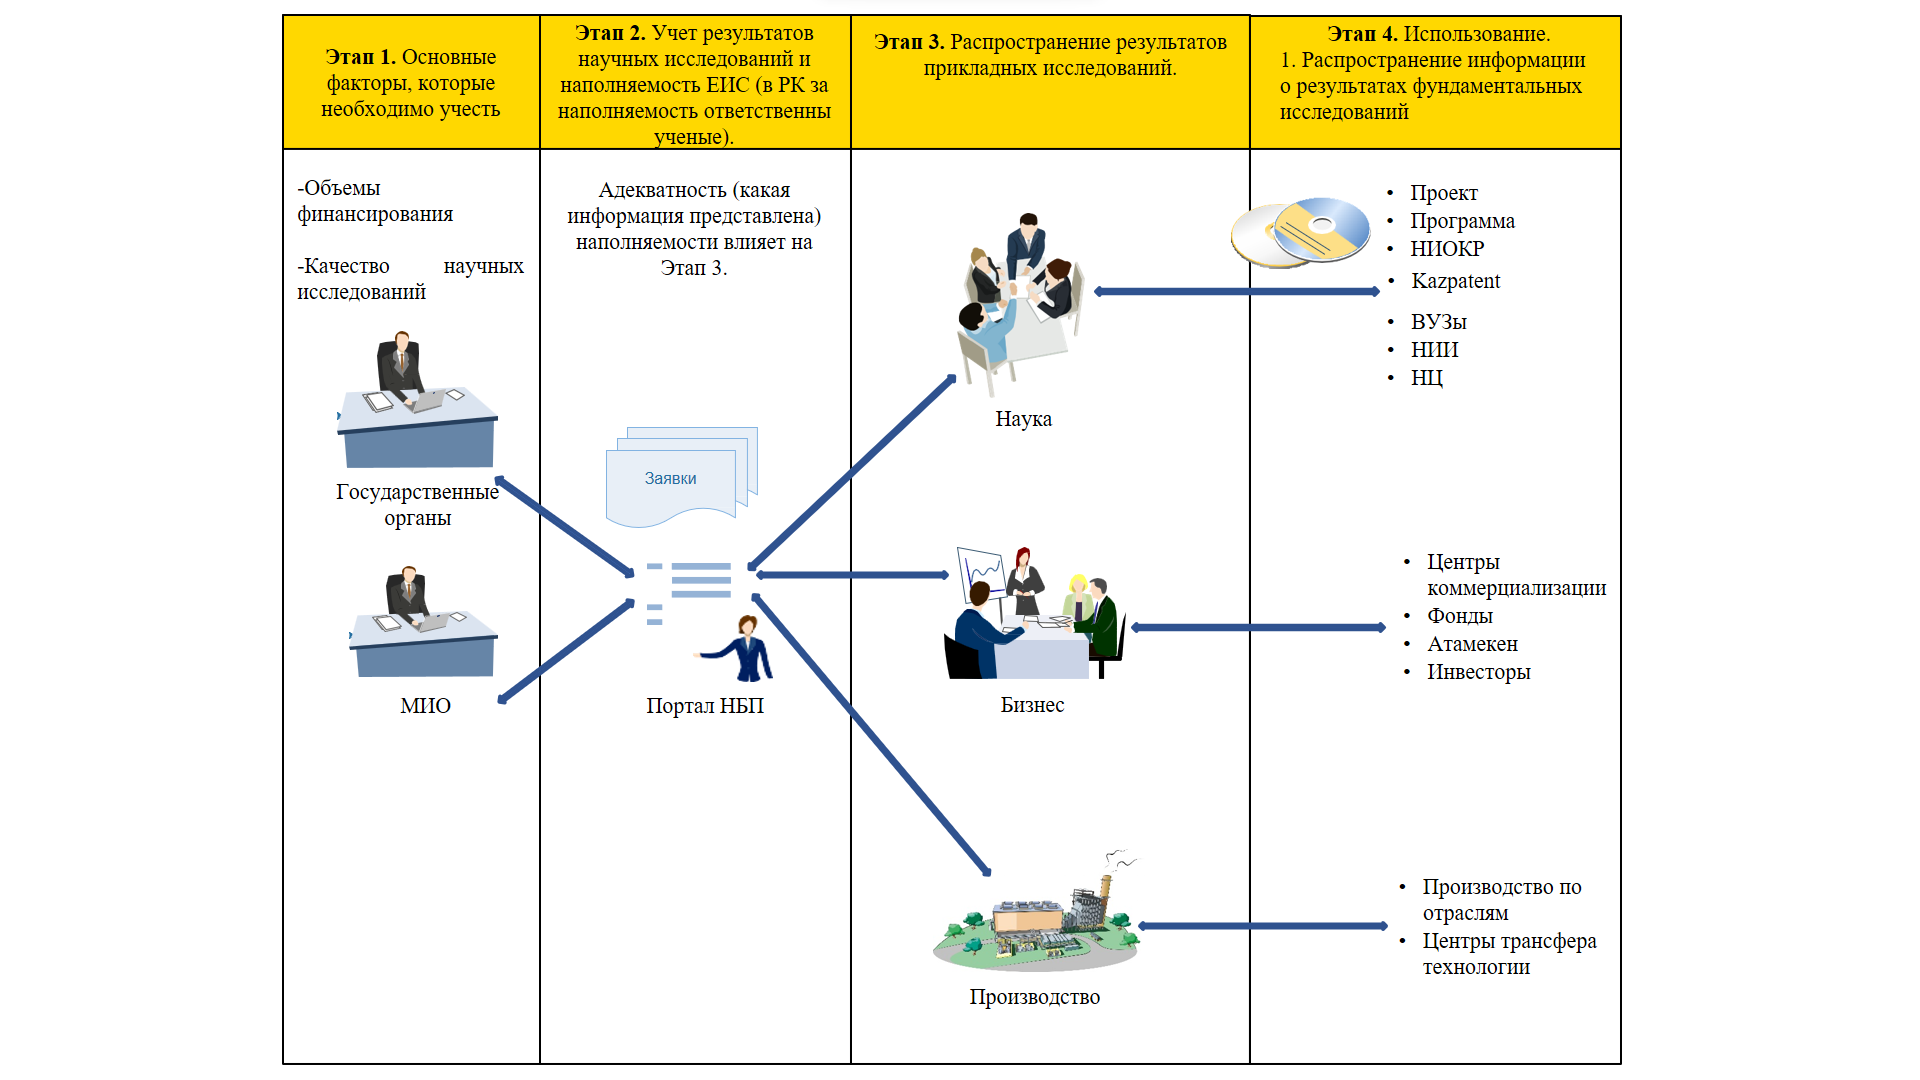 Этап 1. Основные
факторы, которые
необходимо учесть
Этап 2. Учет результатов
научных исследований и
наполняемость ЕИС (в РК за
наполняемость ответственны
ученые).
Этап 3. Распространение результатов
прикладных исследований.
Этап 4. Использование.
1. Распространение информации
о результатах фундаментальных
исследований
-Объемы
финансирования
-Качество научных
исследований
Государственные
органы
МИО
Адекватность (какая
информация представлена)
наполняемости влияет на
Этап 3.
Заявки
Портал НБП
Наука
Бизнес
Производство
• Проект
• Программа
• НИОКР
• Kazpatent
• ВУЗы
• НИИ
• НЦ
• Центры
коммерциализации
• Фонды
• Атамекен
• Инвесторы
• Производство по
отраслям
• Центры трансфера
технологии